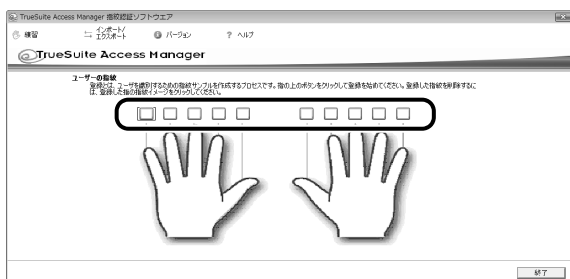 TrueSuite Access Manager 指紋認証ソフトウエア
練習
インポート/
エクスポート
バージョン
? ヘルプ
TrueSuite Access Manager
ユーザーの指紋
登録とは、ユーザを識別するための指紋サンプルを作成するプロセスです。指の上のボタンをクリックして登録を始めてください。登録した指紋を削除するに
は、登録した指の指紋イメージをクリックしてください。
終了